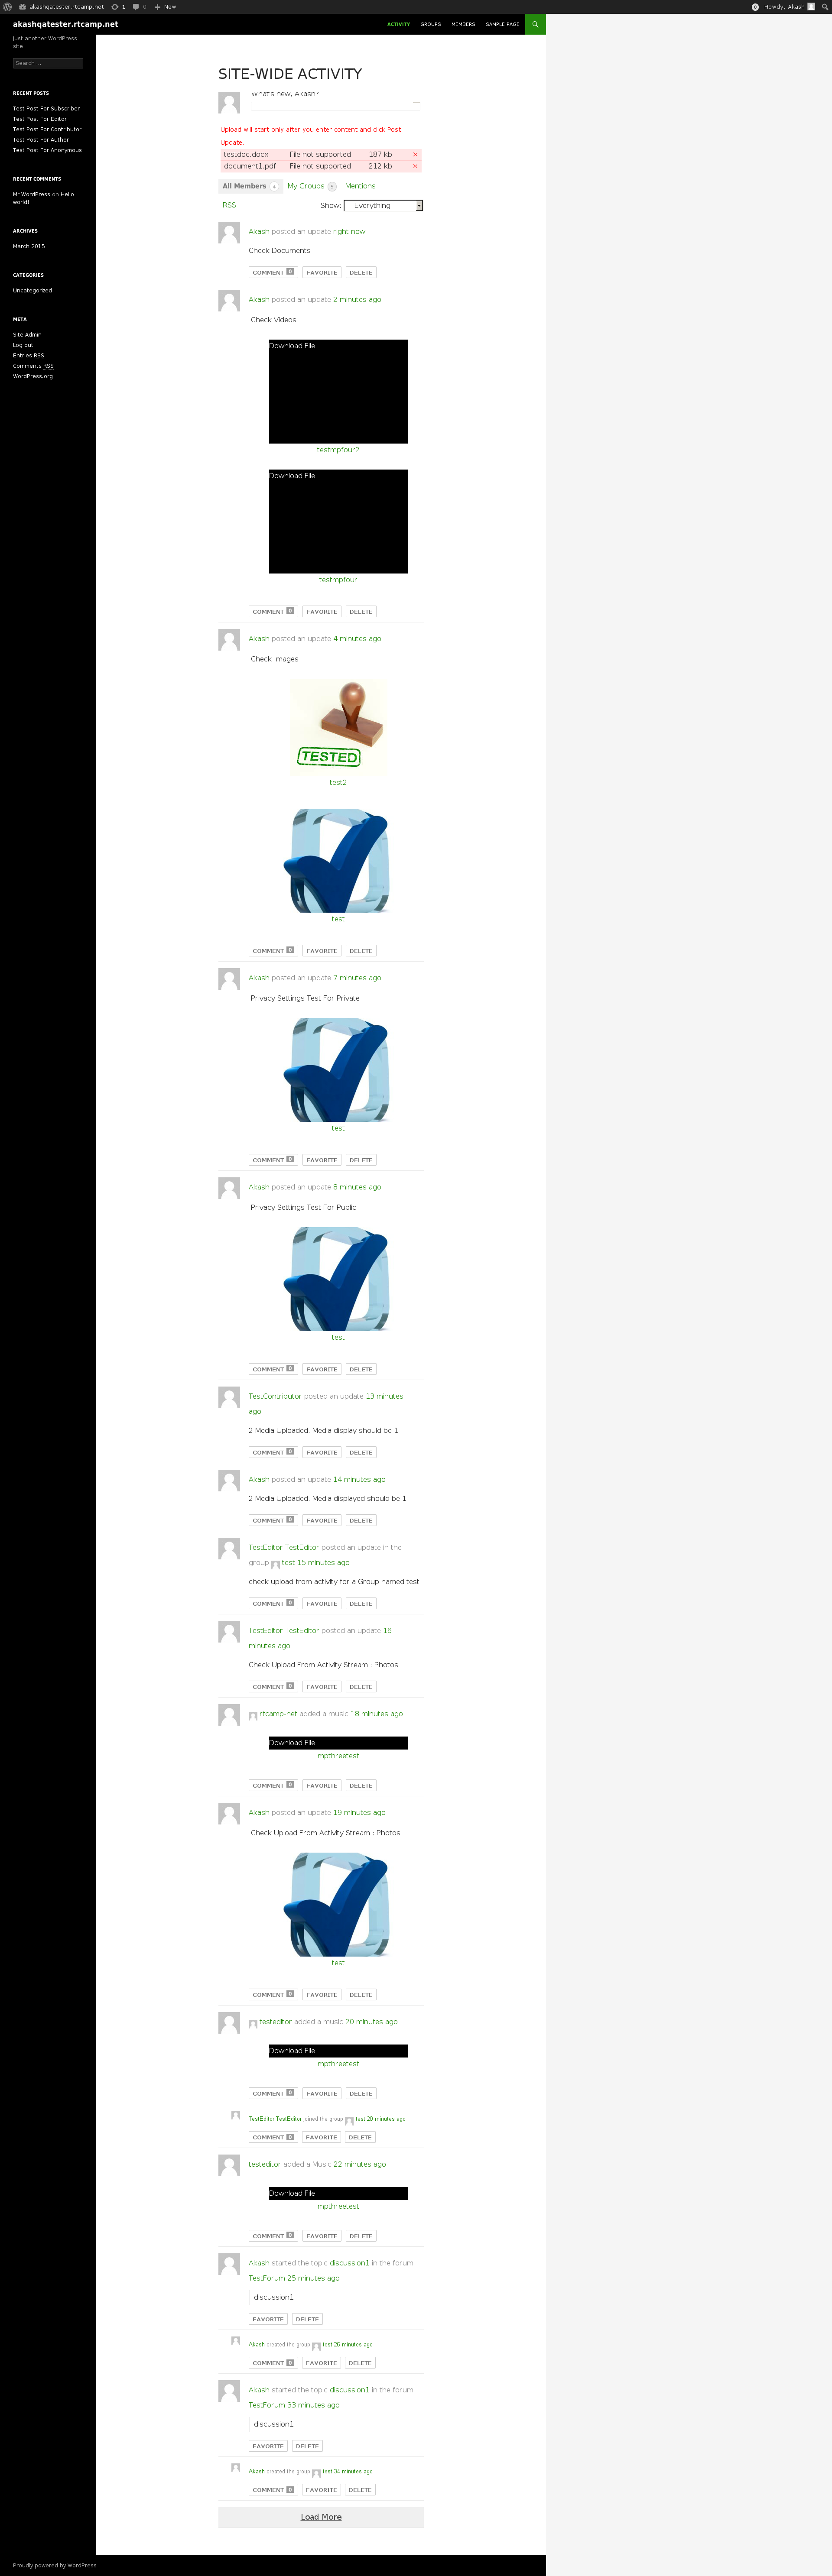 akashqatester.rtcamp.net 1 0 New
0 Howdy, Akash
akashqatester.rtcamp.net
ACTIVITY GROUPS MEMBERS SAMPLE PAGE
Just another WordPress
site
Search ...
RECENT POSTS
Test Post For Subscriber
Test Post For Editor
Test Post For Contributor
Test Post For Author
Test Post For Anonymous
RECENT COMMENTS
Mr WordPress on Hello
world!
ARCHIVES
March 2015
CATEGORIES
Uncategorized
META
Site Admin
Log out
Entries RSS
Comments RSS
WordPress.org
SITE-WIDE ACTIVITY
What's new, Akash?
Upload will start only after you enter content and click Post
Update.
testdoc.docx File not supported 187 kb ×
document1.pdf File not supported 212 kb ×
All Members 4 My Groups 5 Mentions
RSS Show: — Everything —
Akash posted an update right now
Check Documents
COMMENT 0 FAVORITE DELETE
Akash posted an update 2 minutes ago
Check Videos
Download File
testmpfour2
Download File
testmpfour
COMMENT 0 FAVORITE DELETE
Akash posted an update 4 minutes ago
Check Images
TESTED
test2
test
COMMENT 0 FAVORITE DELETE
Akash posted an update 7 minutes ago
Privacy Settings Test For Private
test
COMMENT 0 FAVORITE DELETE
Akash posted an update 8 minutes ago
Privacy Settings Test For Public
test
COMMENT 0 FAVORITE DELETE
TestContributor posted an update 13 minutes
ago
2 Media Uploaded. Media display should be 1
COMMENT 0 FAVORITE DELETE
Akash posted an update 14 minutes ago
2 Media Uploaded. Media displayed should be 1
COMMENT 0 FAVORITE DELETE
TestEditor TestEditor posted an update in the
group test 15 minutes ago
check upload from activity for a Group named test
COMMENT 0 FAVORITE DELETE
TestEditor TestEditor posted an update 16
minutes ago
Check Upload From Activity Stream : Photos
COMMENT 0 FAVORITE DELETE
rtcamp-net added a music 18 minutes ago
Download File
mpthreetest
COMMENT 0 FAVORITE DELETE
Akash posted an update 19 minutes ago
Check Upload From Activity Stream : Photos
test
COMMENT 0 FAVORITE DELETE
testeditor added a music 20 minutes ago
Download File
mpthreetest
COMMENT 0 FAVORITE DELETE
TestEditor TestEditor joined the group test 20 minutes ago
COMMENT 0 FAVORITE DELETE
testeditor added a Music 22 minutes ago
Download File
mpthreetest
COMMENT 0 FAVORITE DELETE
Akash started the topic discussion1 in the forum
TestForum 25 minutes ago
discussion1
FAVORITE DELETE
Akash created the group test 26 minutes ago
COMMENT 0 FAVORITE DELETE
Akash started the topic discussion1 in the forum
TestForum 33 minutes ago
discussion1
FAVORITE DELETE
Akash created the group test 34 minutes ago
COMMENT 0 FAVORITE DELETE
Load More
Proudly powered by WordPress